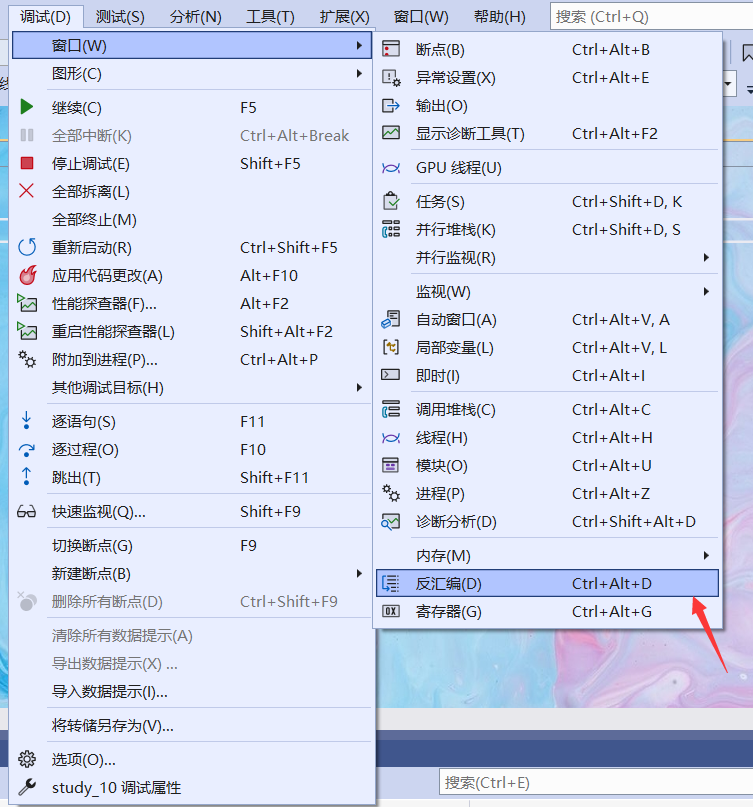 调试(D) 测试(S) 分析(N) 工具(T) 扩展(X) 窗口(W) 帮助(H) 搜索 (Ctrl+Q)
窗口(W)
图形(C)
继续(C) F5
全部中断(K) Ctrl+Alt+Break
停止调试(E) Shift+F5
全部拆离(L)
全部终止(M)
重新启动(R) Ctrl+Shift+F5
应用代码更改(A) Alt+F10
性能探查器(F)... Alt+F2
重启性能探查器(L) Shift+Alt+F2
附加到进程(P)... Ctrl+Alt+P
其他调试目标(H)
逐语句(S) F11
逐过程(O) F10
跳出(T) Shift+F11
快速监视(Q)... Shift+F9
切换断点(G) F9
新建断点(B)
删除所有断点(D) Ctrl+Shift+F9
清除所有数据提示(A)
导出数据提示(X) ...
导入数据提示(I)...
将转储另存为(V)...
选项(O)...
study_10 调试属性
断点(B) Ctrl+Alt+B
异常设置(X) Ctrl+Alt+E
输出(O)
显示诊断工具(T) Ctrl+Alt+F2
GPU 线程(U)
任务(S) Ctrl+Shift+D, K
并行堆栈(K) Ctrl+Shift+D, S
并行监视(R)
监视(W)
自动窗口(A) Ctrl+Alt+V, A
局部变量(L) Ctrl+Alt+V, L
即时(I) Ctrl+Alt+I
调用堆栈(C) Ctrl+Alt+C
线程(H) Ctrl+Alt+H
模块(O) Ctrl+Alt+U
进程(P) Ctrl+Alt+Z
诊断分析(D) Ctrl+Shift+Alt+D
内存(M)
反汇编(D) Ctrl+Alt+D
寄存器(G) Ctrl+Alt+G
搜索(Ctrl+E)